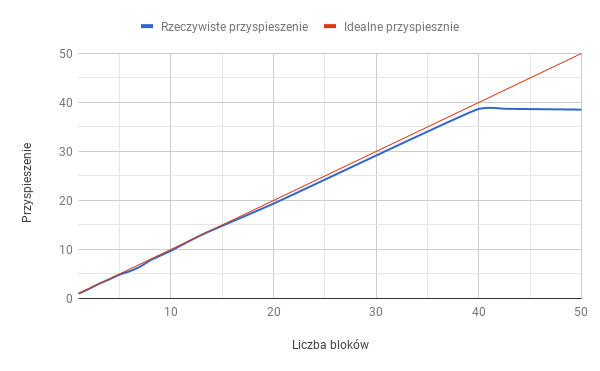 Rzeczywiste przyspieszenie
Idealne przyspiesznie
50
40
30
20
10
0
Przyspieszenie
10
20
30
40
50
Liczba bloków